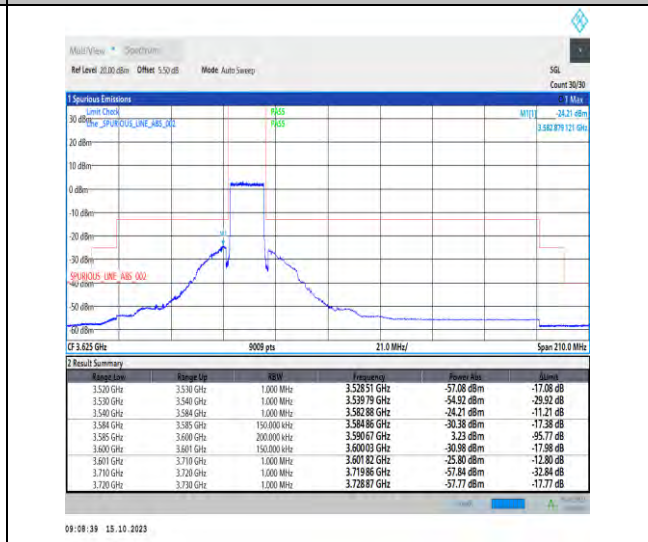 MultiView Spectrum
Ref Level 20.00 dBm Offset 5.50 dB Mode Auto Sweep SGL
Count 30/30
1 Spurious Emissions 1 Max
Limit Check PASS M1[1] -24.21 dBm
30 dBm Line _SPURIOUS_LINE_ABS_002 PASS 3.582 879 121 GHz
20 dBm
10 dBm
0 dBm
-10 dBm
-20 dBm
M1
-30 dBm
_SPURIOUS_LINE_ABS_002
-40 dBm
-50 dBm
-60 dBm
CF 3.625 GHz 9009 pts 21.0 MHz/ Span 210.0 MHz
2 Result Summary
Range Low Range Up RBW Frequency Power Abs ΔLimit
3.520 GHz 3.530 GHz 1.000 MHz 3.528 51 GHz -57.08 dBm -17.08 dB
3.530 GHz 3.540 GHz 1.000 MHz 3.539 79 GHz -54.92 dBm -29.92 dB
3.540 GHz 3.584 GHz 1.000 MHz 3.582 88 GHz -24.21 dBm -11.21 dB
3.584 GHz 3.585 GHz 150.000 kHz 3.584 86 GHz -30.38 dBm -17.38 dB
3.585 GHz 3.600 GHz 200.000 kHz 3.590 67 GHz 3.23 dBm -95.77 dB
3.600 GHz 3.601 GHz 150.000 kHz 3.600 03 GHz -30.98 dBm -17.98 dB
3.601 GHz 3.710 GHz 1.000 MHz 3.601 82 GHz -25.80 dBm -12.80 dB
3.710 GHz 3.720 GHz 1.000 MHz 3.719 86 GHz -57.84 dBm -32.84 dB
3.720 GHz 3.730 GHz 1.000 MHz 3.728 87 GHz -57.77 dBm -17.77 dB
09:08:39 15.10.2023